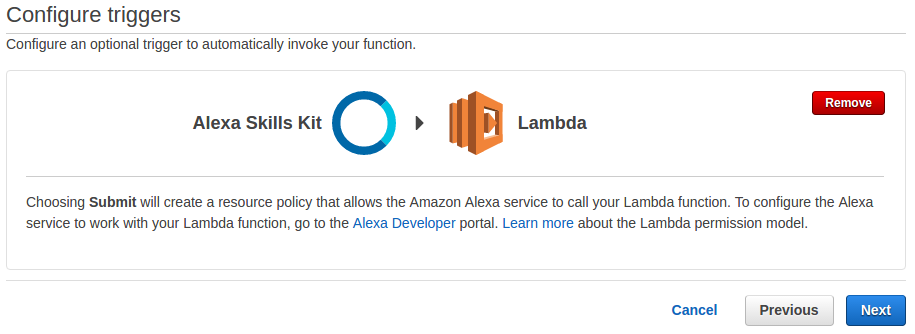 Configure triggers
Configure an optional trigger to automatically invoke your function.
Alexa Skills Kit
Lambda
Remove
Choosing Submit will create a resource policy that allows the Amazon Alexa service to call your Lambda function. To configure the Alexa
service to work with your Lambda function, go to the Alexa Developer portal. Learn more about the Lambda permission model.
Cancel
Previous
Next